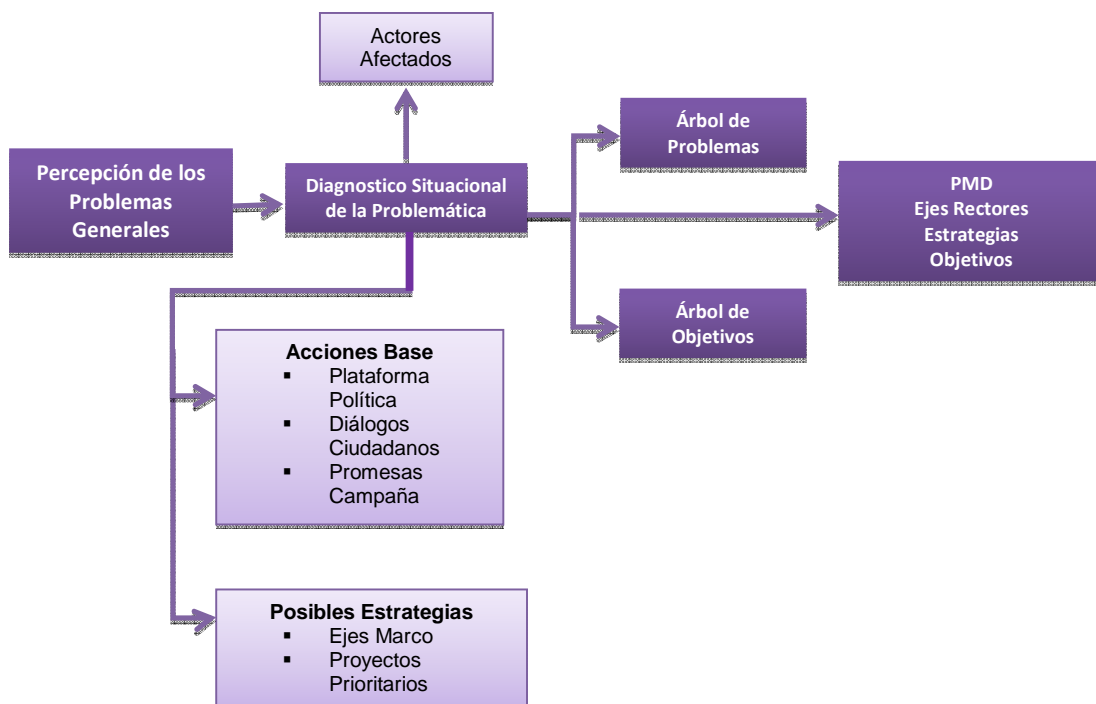 Actores
Afectados
Percepción de los
Problemas
Generales
Diagnostico Situacional
de la Problemática
Árbol de
Problemas
PMD
Ejes Rectores
Estrategias
Objetivos
Árbol de
Objetivos
Acciones Base
▪ Plataforma
Política
▪ Diálogos
Ciudadanos
▪ Promesas
Campaña
Posibles Estrategias
▪ Ejes Marco
▪ Proyectos
Prioritarios